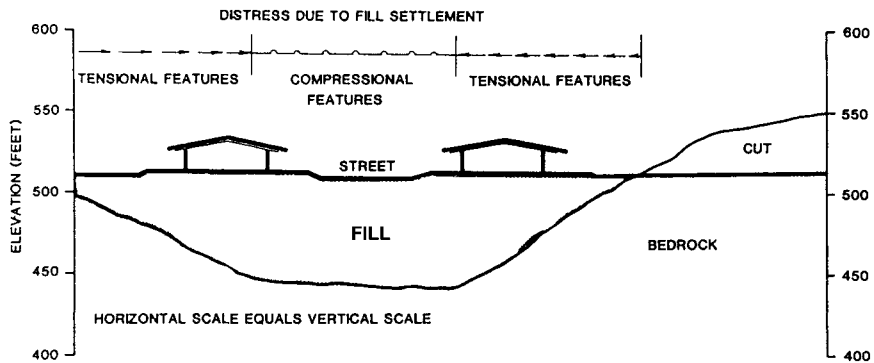 DISTRESS DUE TO FILL SETTLEMENT
600
600
TENSIONAL FEATURES
COMPRESSIONAL
FEATURES
TENSIONAL FEATURES
550
550
CUT
STREET
500
500
ELEVATION (FEET)
FILL
BEDROCK
450
450
HORIZONTAL SCALE EQUALS VERTICAL SCALE
400
400